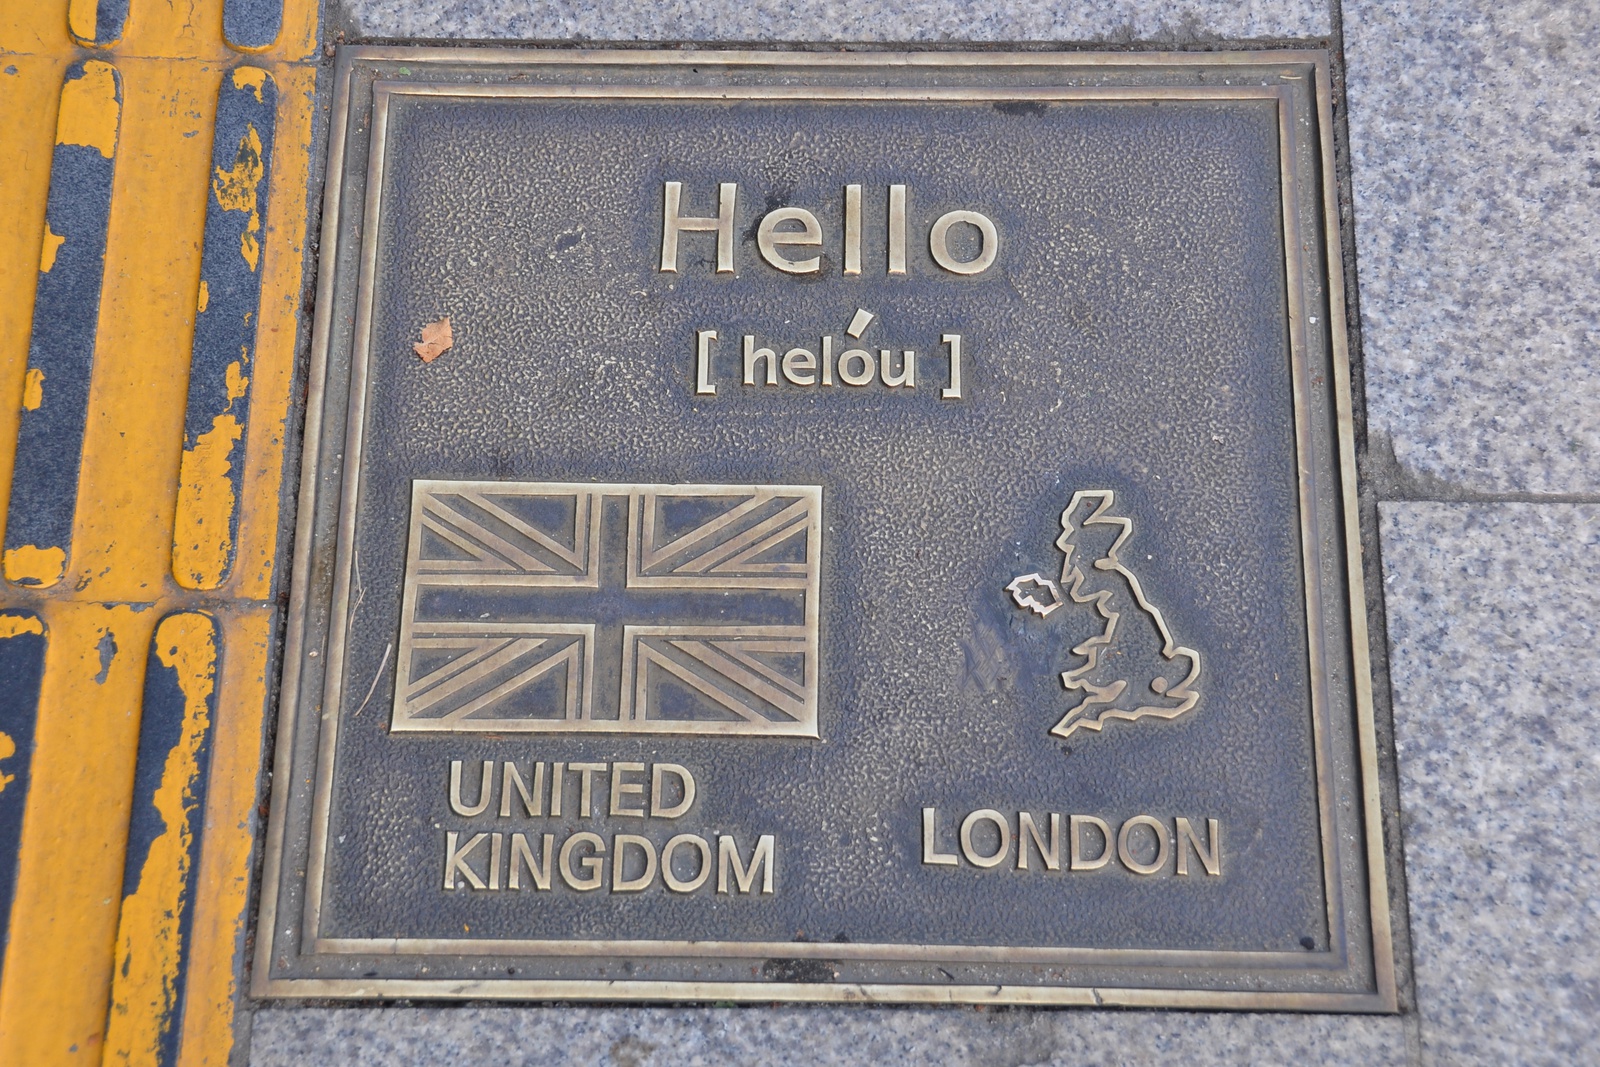 Hello
[ helóu ]
UNITED
KINGDOM
LONDON